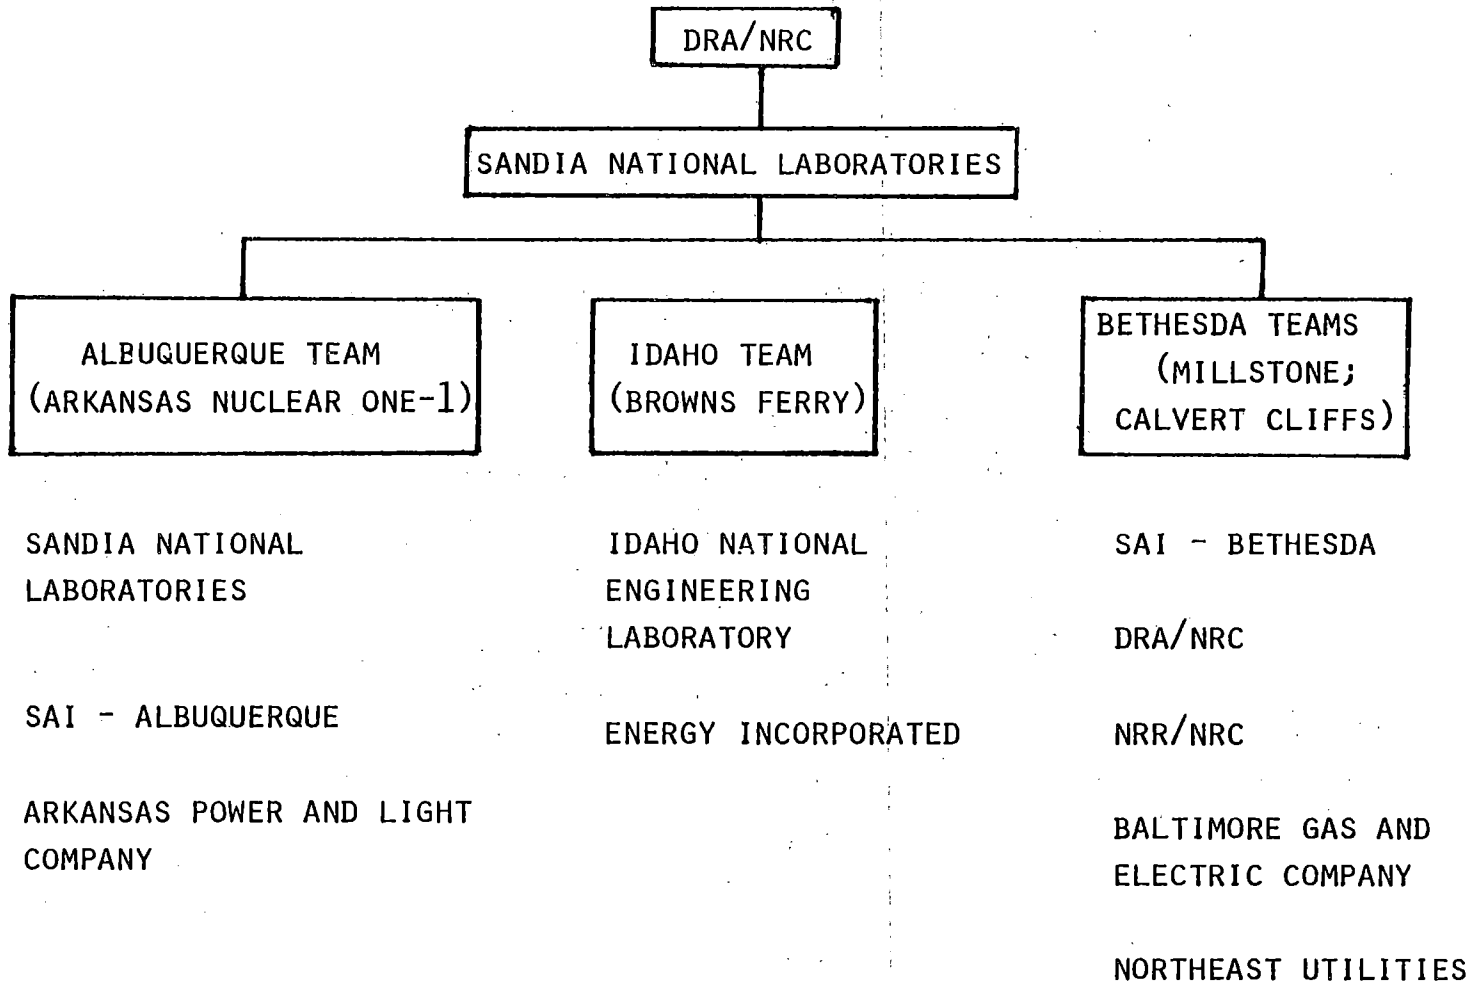 DRA/NRC
SANDIA NATIONAL LABORATORIES
ALBUQUERQUE TEAM
(ARKANSAS NUCLEAR ONE-1)
IDAHO TEAM
(BROWNS FERRY)
BETHESDA TEAMS
(MILLSTONE;
CALVERT CLIFFS)
SANDIA NATIONAL
LABORATORIES
SAI - ALBUQUERQUE
ARKANSAS POWER AND LIGHT
COMPANY
IDAHO NATIONAL
ENGINEERING
LABORATORY
ENERGY INCORPORATED
SAI - BETHESDA
DRA/NRC
NRR/NRC
BALTIMORE GAS AND
ELECTRIC COMPANY
NORTHEAST UTILITIES